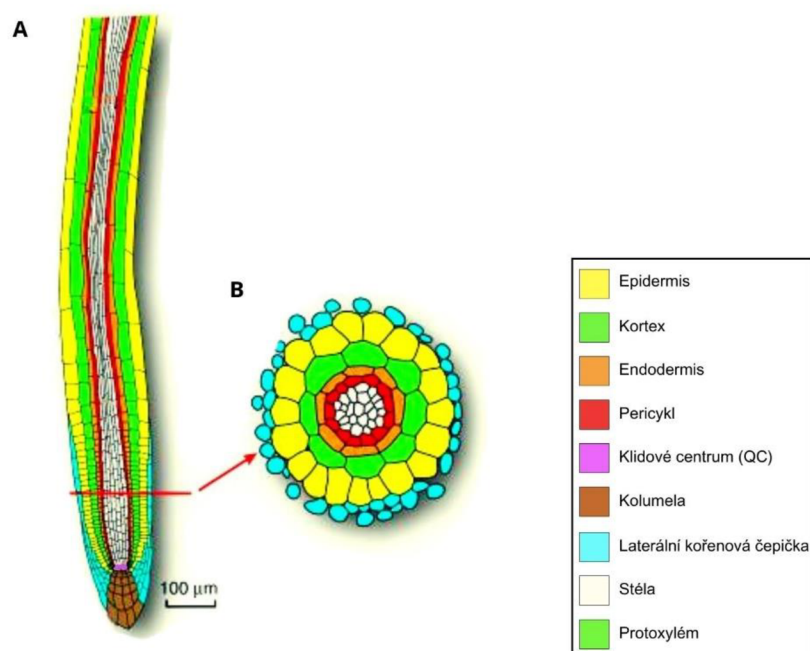 A
B
100 µm
Epidermis
Kortex
Endodermis
Pericykl
Klidové centrum (QC)
Kolumela
Laterální kořenová čepička
Stéla
Protoxylém